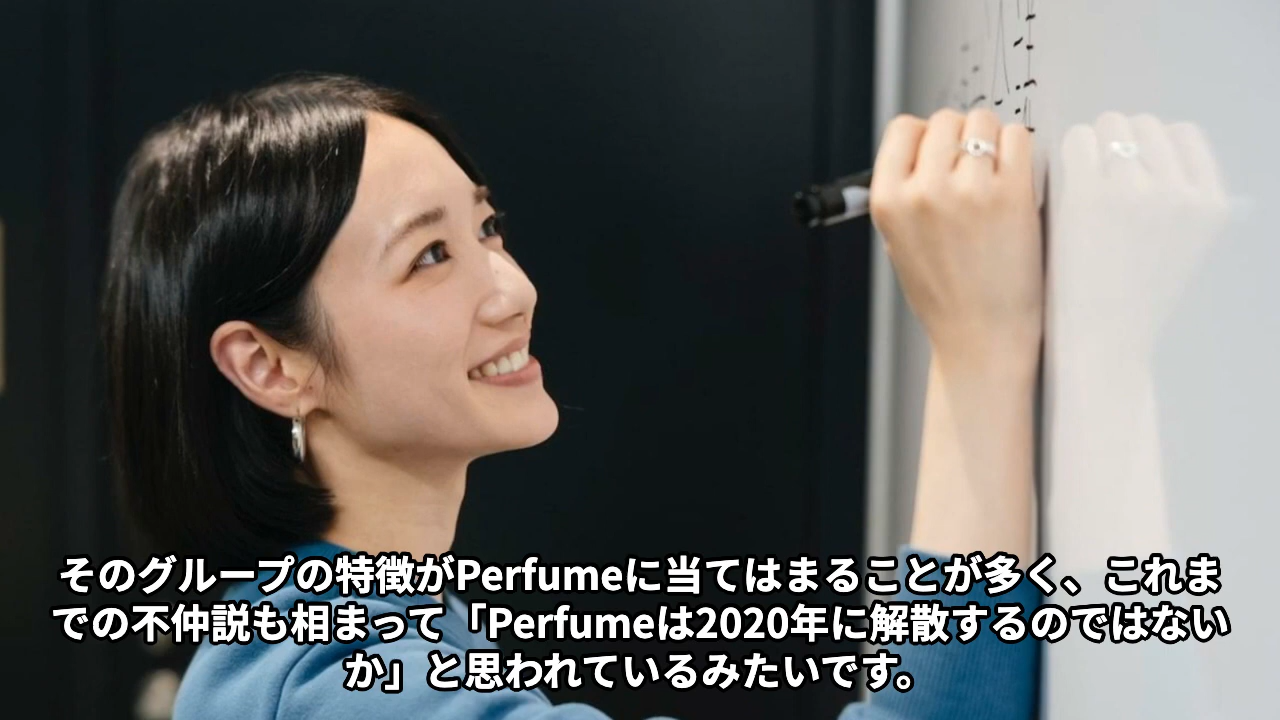 そのグループの特徴がPerfumeに当てはまることが多く、これま
での不仲説も相まって「Perfumeは2020年に解散するのではない
か」と思われているみたいです。